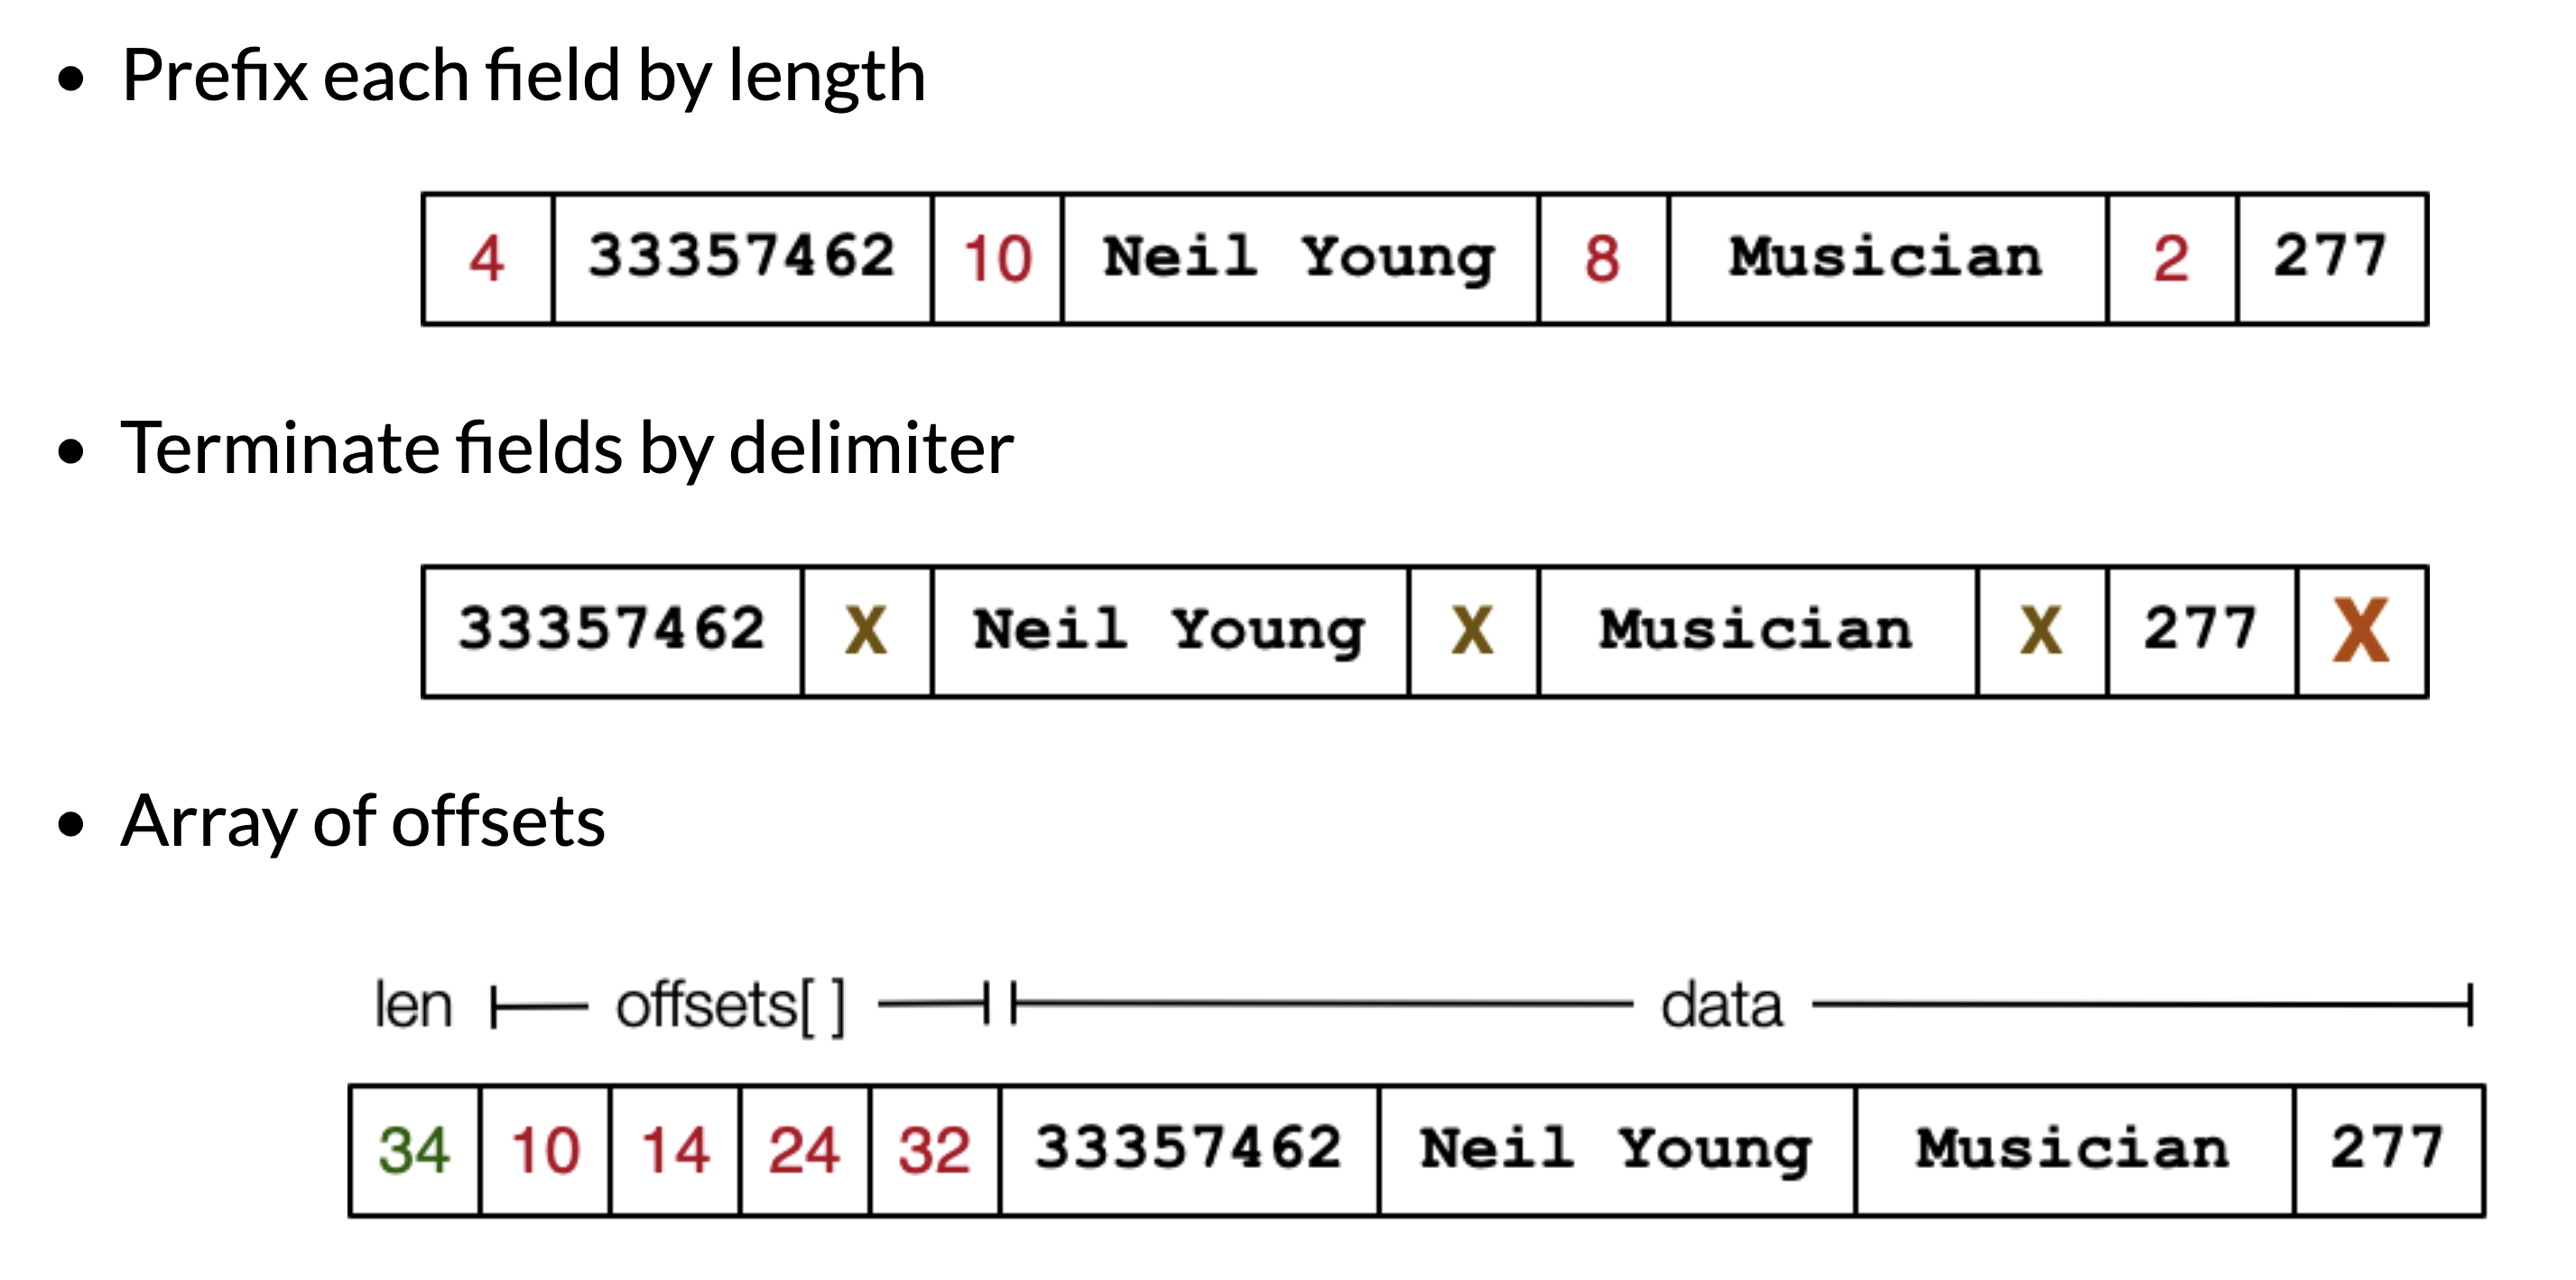 • Prefix each field by length
4 33357462 10 Neil Young 8 Musician 2 277
• Terminate fields by delimiter
33357462 X Neil Young X Musician X 277 X
• Array of offsets
len offsets[ ] data
34 10 14 24 32 33357462 Neil Young Musician 277